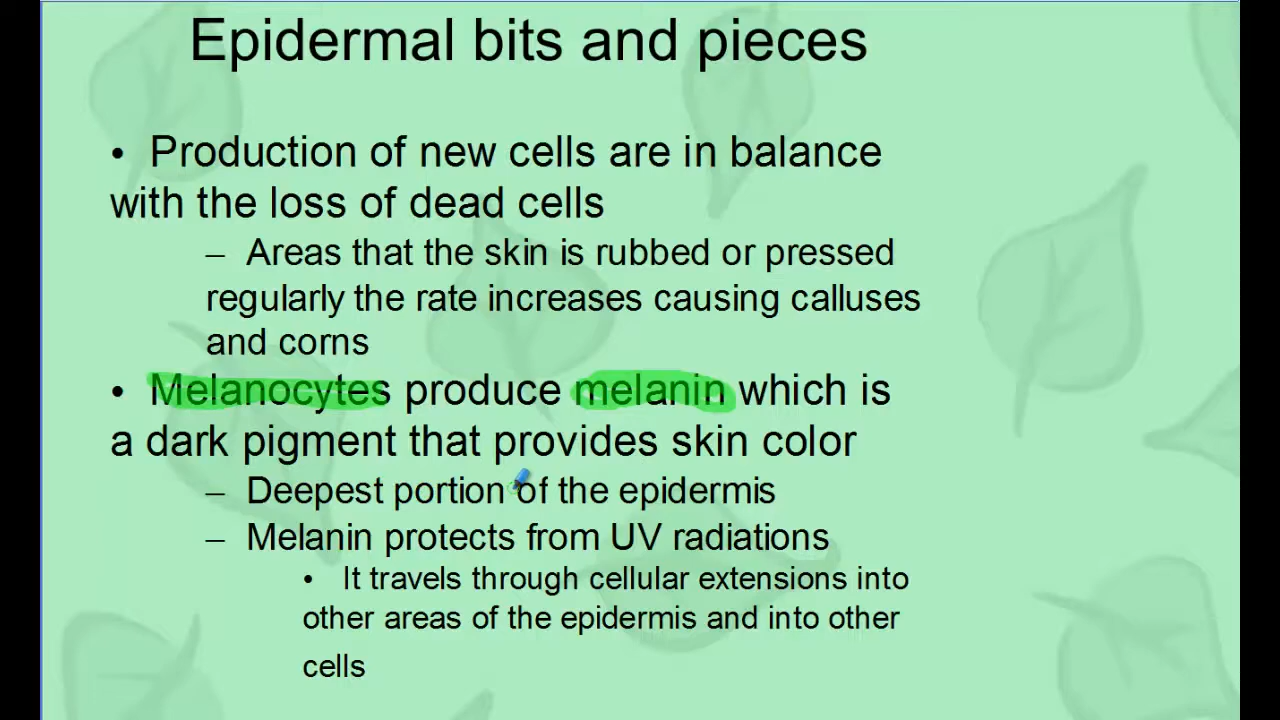 Epidermal bits and pieces
• Production of new cells are in balance
with the loss of dead cells
– Areas that the skin is rubbed or pressed
regularly the rate increases causing calluses
and corns
• Melanocytes produce melanin which is
a dark pigment that provides skin color
– Deepest portion of the epidermis
– Melanin protects from UV radiations
• It travels through cellular extensions into
other areas of the epidermis and into other
cells